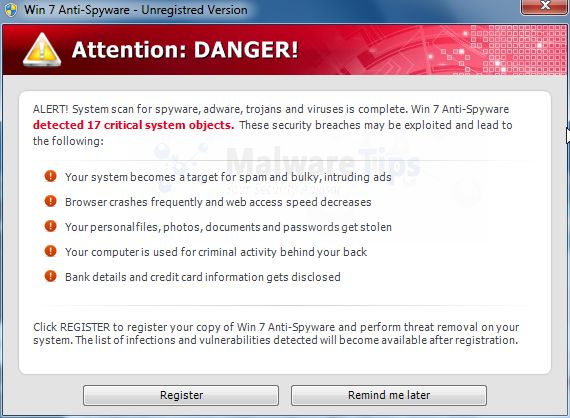 Win 7 Anti-Spyware - Unregistred Version
Attention: DANGER!
ALERT! System scan for spyware, adware, trojans and viruses is complete. Win 7 Anti-Spyware
detected 17 critical system objects. These security breaches may be exploited and lead to
the following:
MalwareTips
Your Security Advisor
Your system becomes a target for spam and bulky, intruding ads
Browser crashes frequently and web access speed decreases
Your personal files, photos, documents and passwords get stolen
Your computer is used for criminal activity behind your back
Bank details and credit card information gets disclosed
Click REGISTER to register your copy of Win 7 Anti-Spyware and perform threat removal on your
system. The list of infections and vulnerabilities detected will become available after registration.
Register
Remind me later